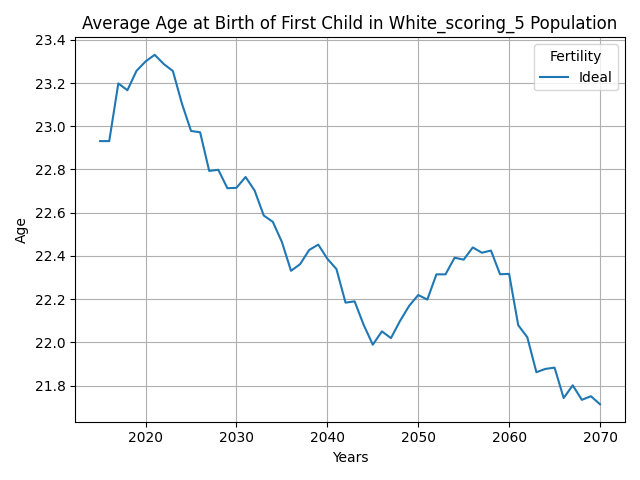 Average Age at Birth of First Child in White_scoring_5 Population
Fertility
Ideal
23.4
23.2
23.0
22.8
22.6
22.4
22.2
22.0
21.8
Age
2020 2030 2040 2050 2060 2070
Years